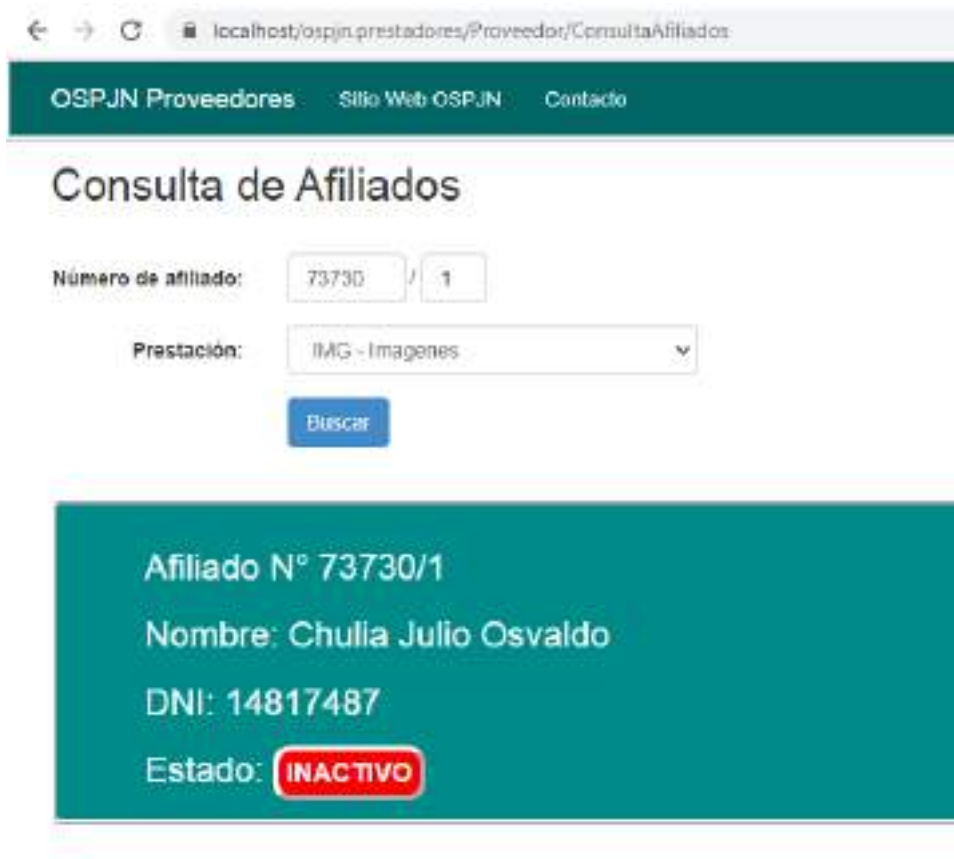 localhost/ospjn.prestadores/Proveedor/ConsultaAfiliados
OSPJN Proveedores Sitio Web OSPJN Contacto
Consulta de Afiliados
Número de afiliado: 73730 / 1
Prestación: IMG - Imagenes
Buscar
Afiliado N° 73730/1
Nombre: Chulia Julio Osvaldo
DNI: 14817487
Estado: INACTIVO